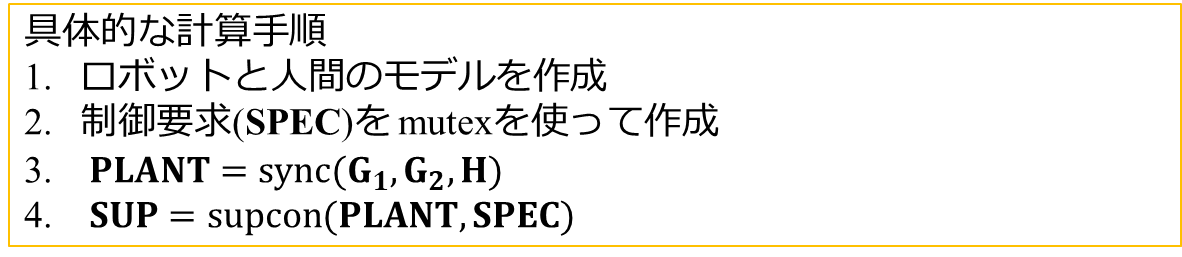 具体的な計算手順
1. ロボットと人間のモデルを作成
2. 制御要求(SPEC)をmutexを使って作成
3. PLANT = sync(G₁, G₂, H)
4. SUP = supcon(PLANT, SPEC)